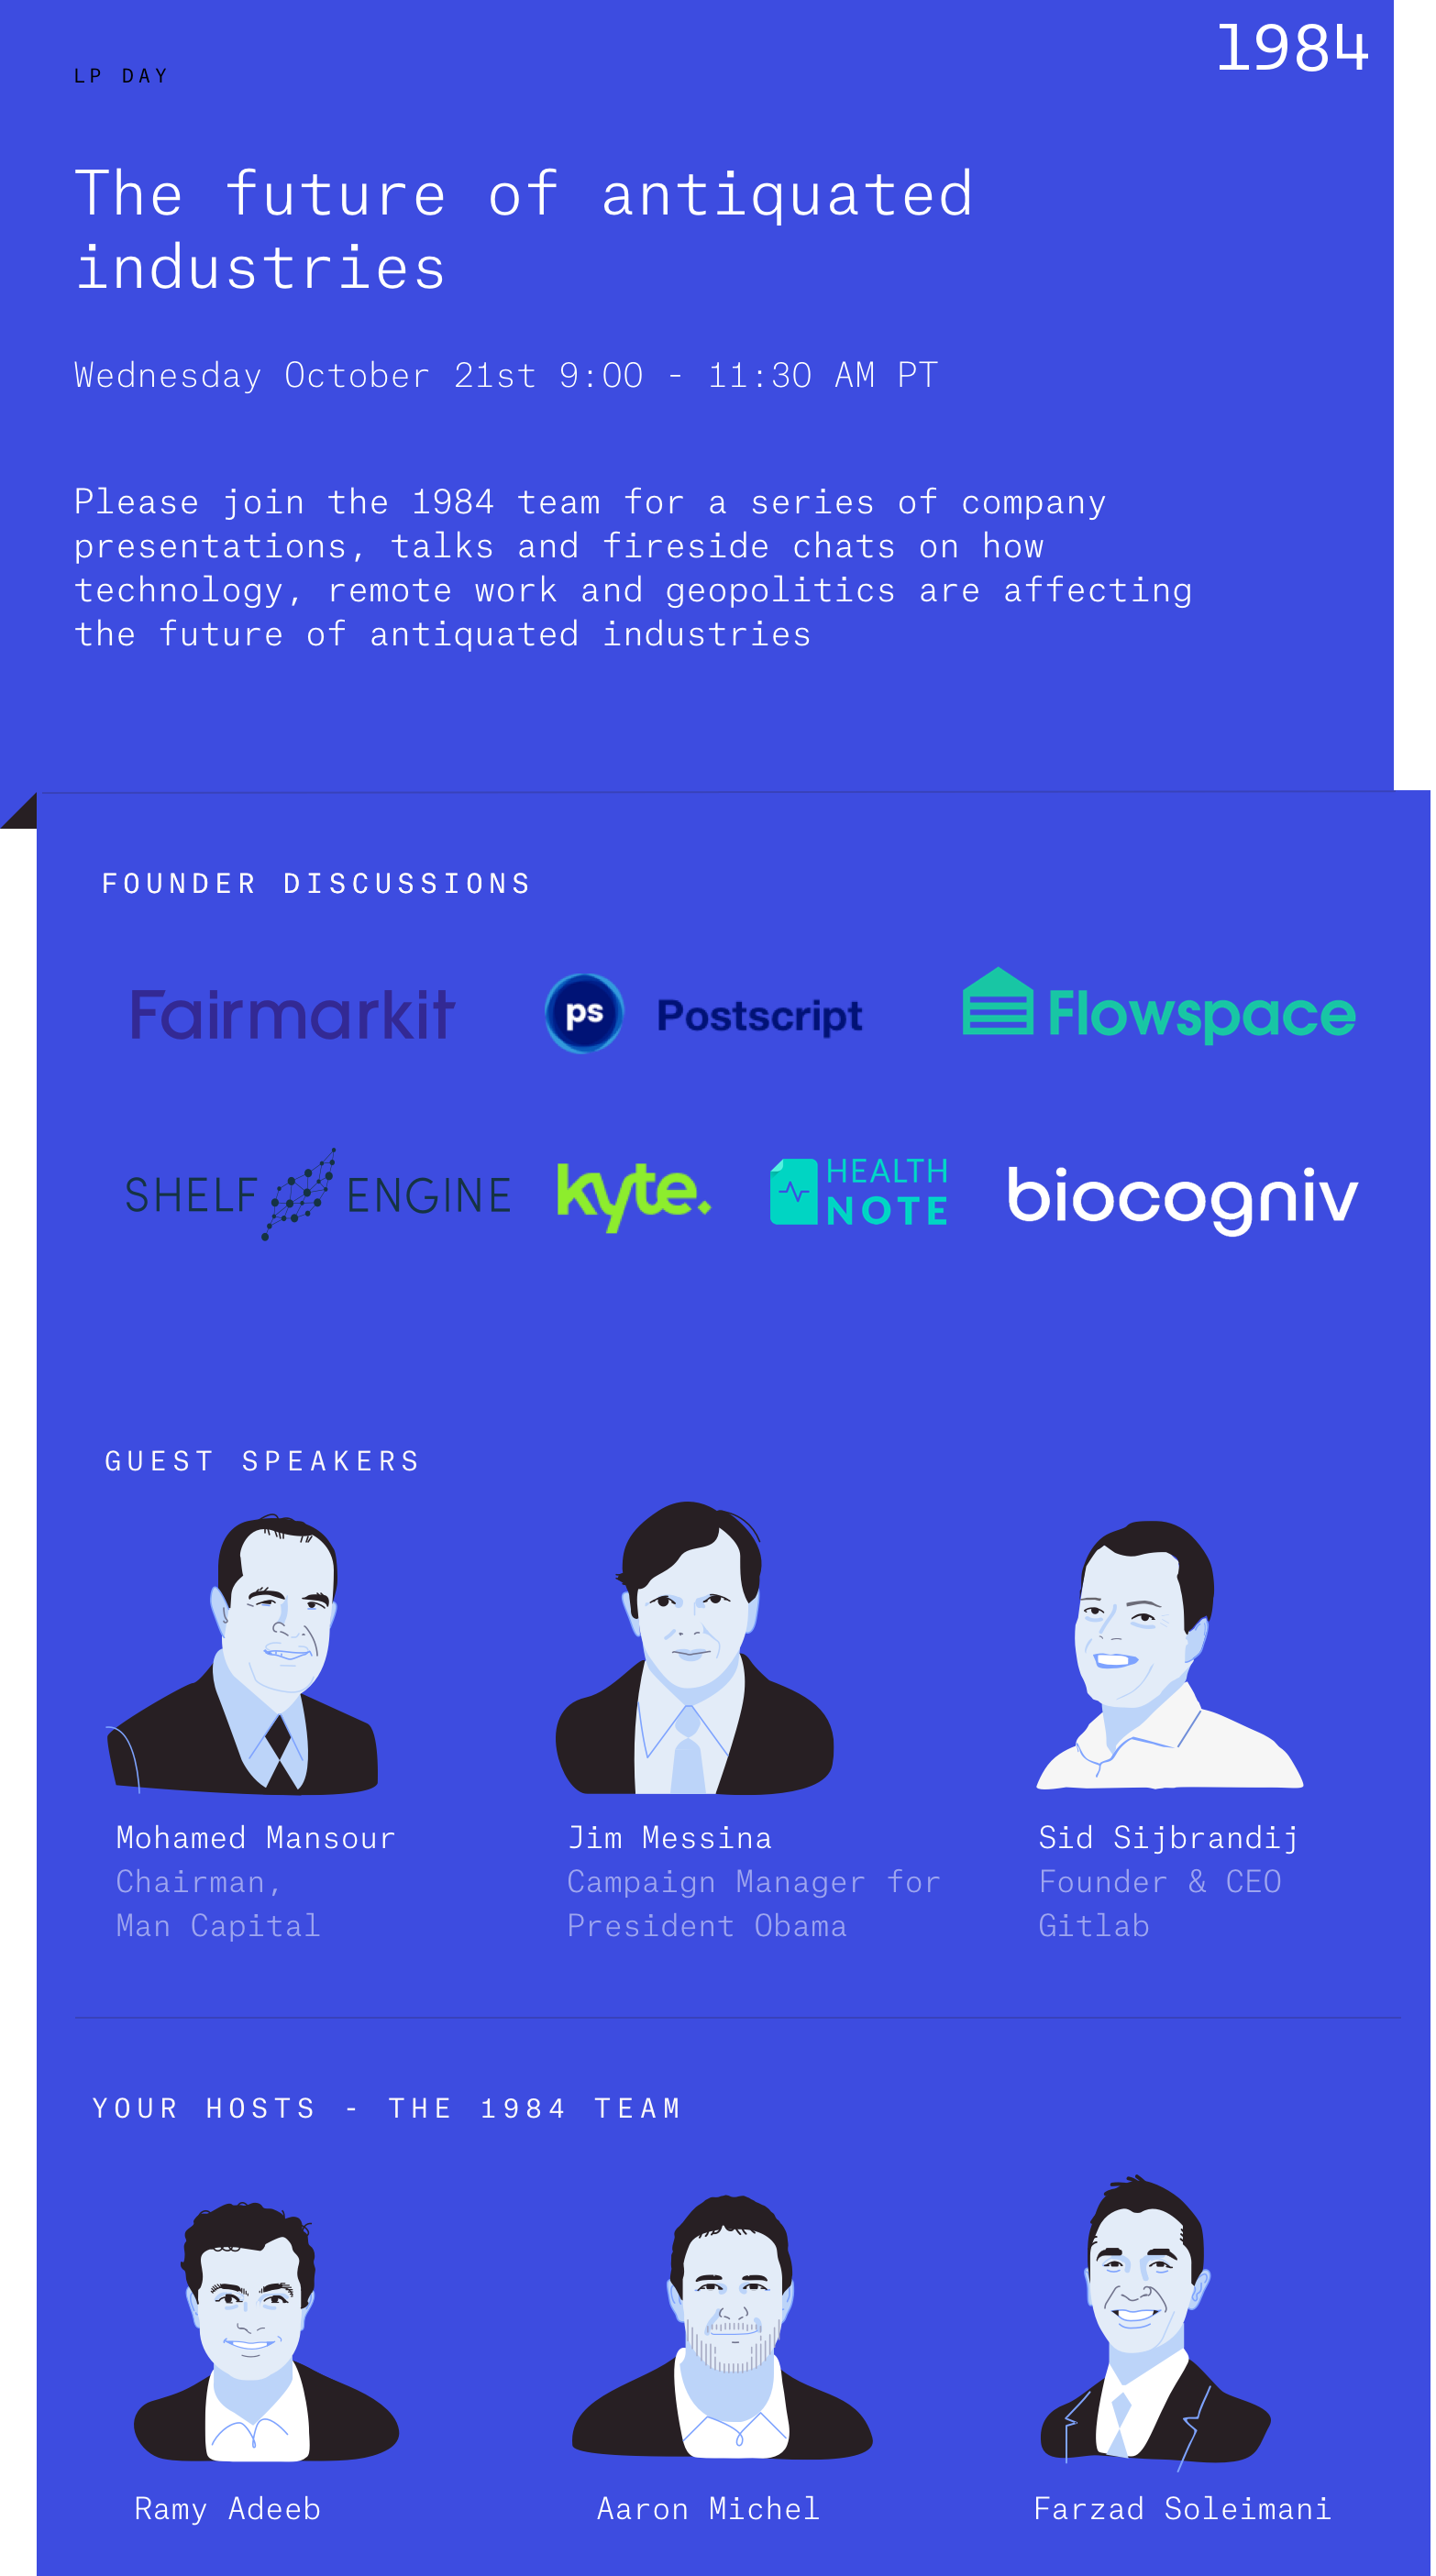 LP DAY
1984
The future of antiquated
industries
Wednesday October 21st 9:00 - 11:30 AM PT
Please join the 1984 team for a series of company
presentations, talks and fireside chats on how
technology, remote work and geopolitics are affecting
the future of antiquated industries
FOUNDER DISCUSSIONS
Fairmarkit
ps Postscript
Flowspace
SHELF ENGINE
kyte.
HEALTH
NOTE
biocogniv
GUEST SPEAKERS
Mohamed Mansour
Chairman,
Man Capital
Jim Messina
Campaign Manager for
President Obama
Sid Sijbrandij
Founder & CEO
Gitlab
YOUR HOSTS - THE 1984 TEAM
Ramy Adeeb
Aaron Michel
Farzad Soleimani